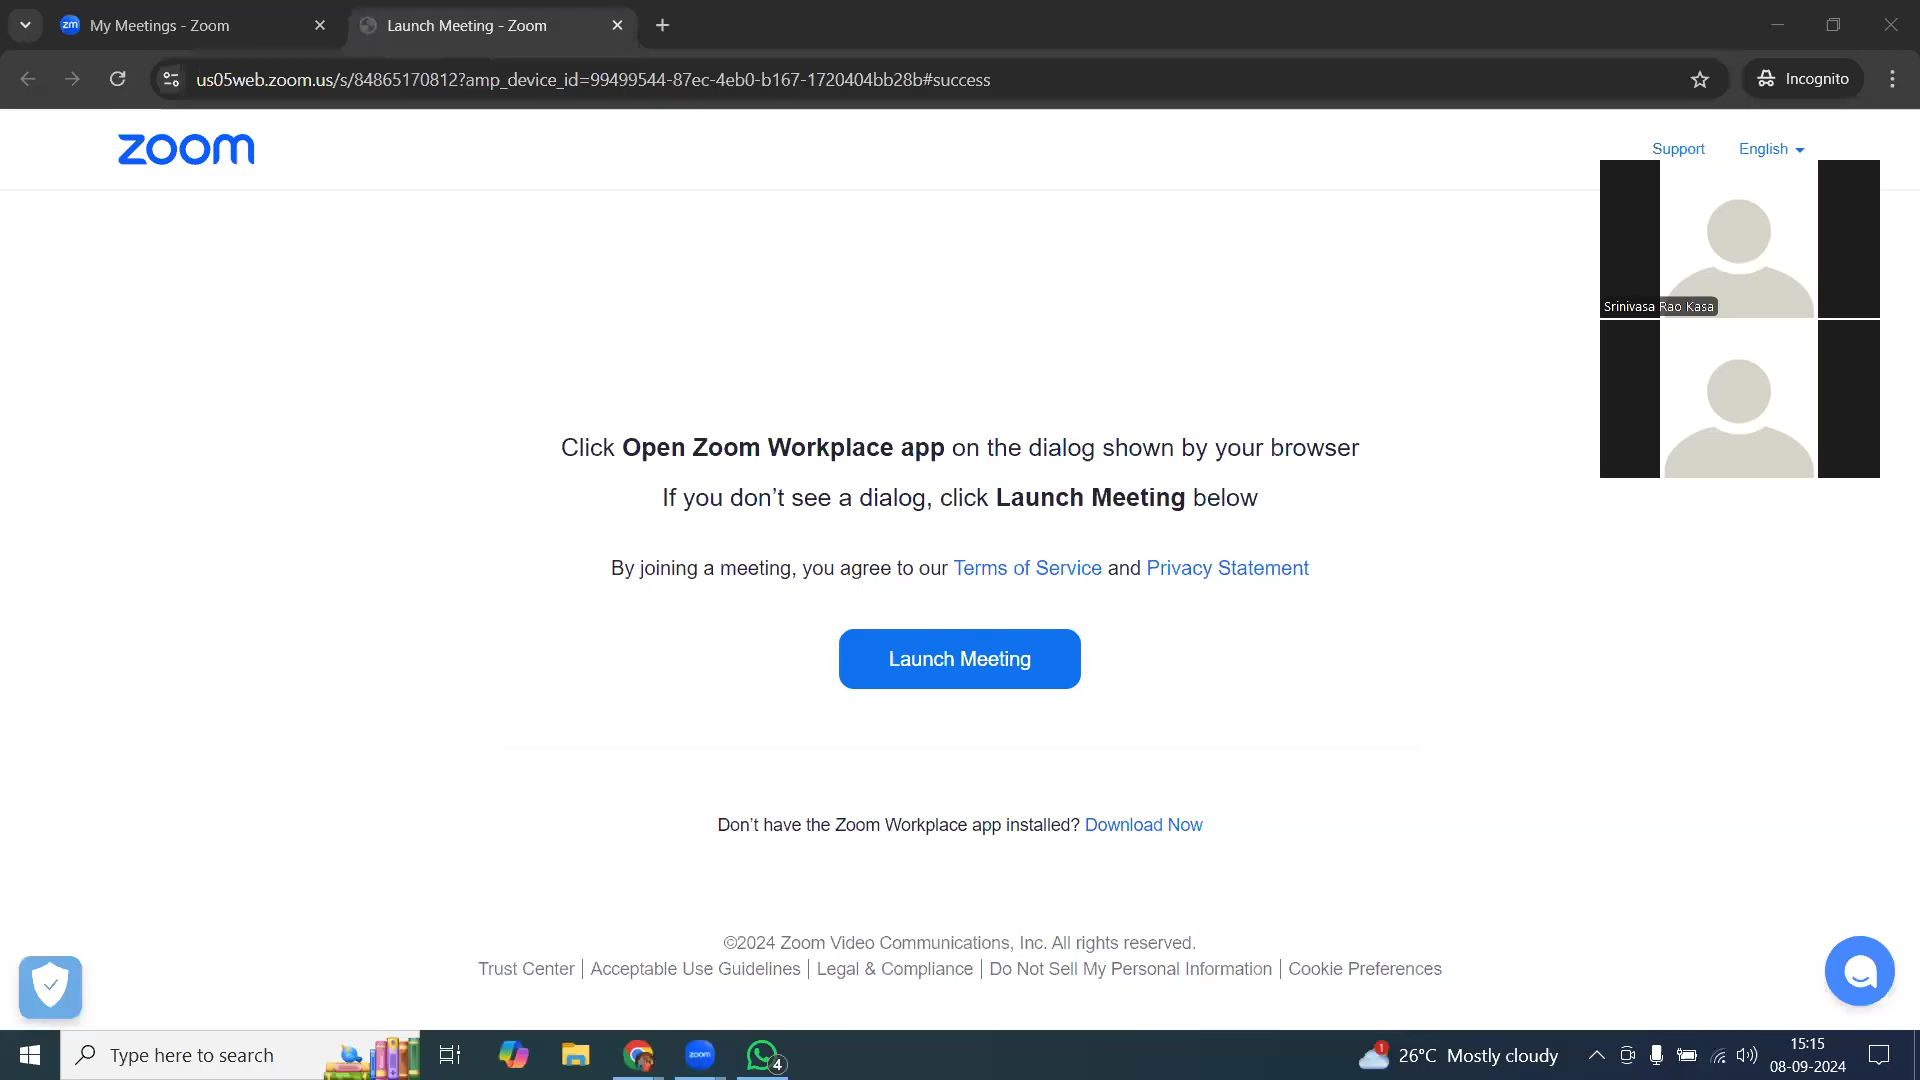 My Meetings - Zoom
Launch Meeting - Zoom
us05web.zoom.us/s/84865170812?amp_device_id=99499544-87ec-4eb0-b167-1720404bb28b#success
Incognito
zoom
Support
English
Srinivasa Rao Kasa
Click Open Zoom Workplace app on the dialog shown by your browser
If you don’t see a dialog, click Launch Meeting below
By joining a meeting, you agree to our Terms of Service and Privacy Statement
Launch Meeting
Don’t have the Zoom Workplace app installed? Download Now
©2024 Zoom Video Communications, Inc. All rights reserved.
Trust Center | Acceptable Use Guidelines | Legal & Compliance | Do Not Sell My Personal Information | Cookie Preferences
Type here to search
zoom
4
1
26°C Mostly cloudy
15:15
08-09-2024